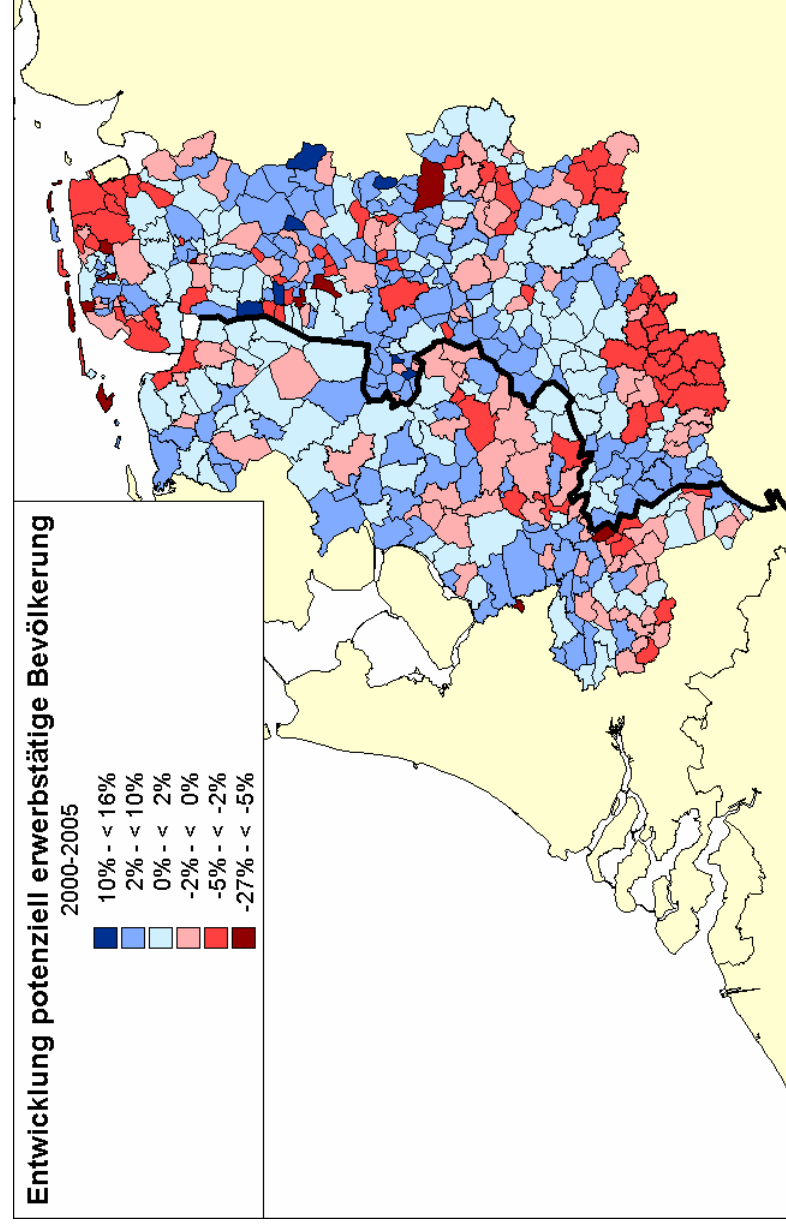 Entwicklung potenziell erwerbstätige Bevölkerung
2000-2005
10% - < 16%
2% - < 10%
0% - < 2%
-2% - < 0%
-5% - < -2%
-27% - < -5%